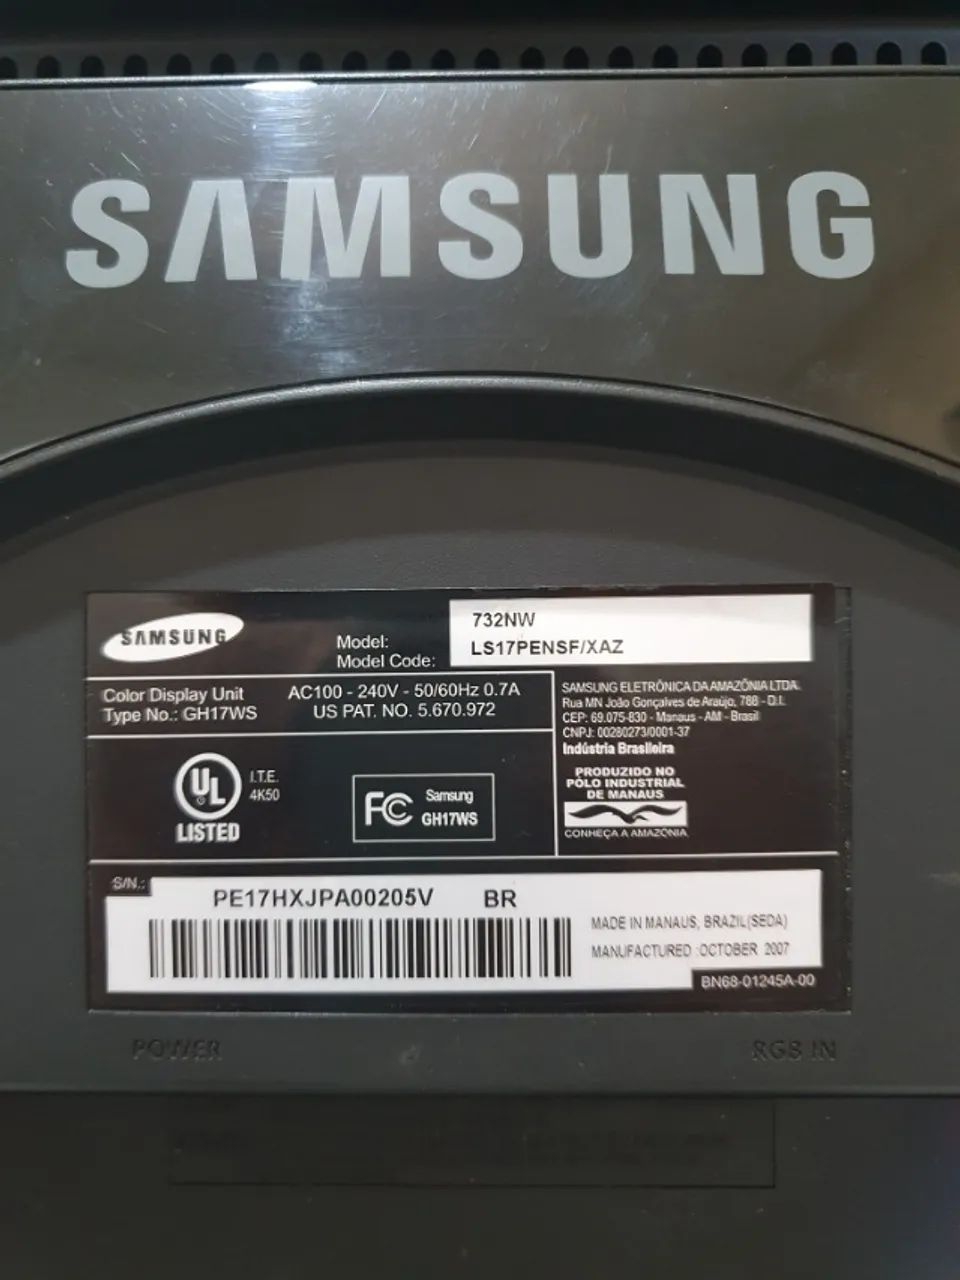 SAMSUNG
SAMSUNG
Model:
732NW
Model Code:
LS17PENSF/XAZ
Color Display Unit
Type No.: GH17WS
AC100 - 240V - 50/60Hz 0.7A
US PAT. NO. 5.670.972
SAMSUNG ELETRÔNICA DA AMAZÔNIA LTDA.
Rua MN João Gonçalves de Araújo, 788 - D.I.
CEP: 69.075-830 - Manaus - AM - Brasil
CNPJ: 00280273/0001-37
Indústria Brasileira
PRODUZIDO NO
PÓLO INDUSTRIAL
DE MANAUS
CONHEÇA A AMAZÔNIA
UL
LISTED
I.T.E.
4K50
FC
Samsung
GH17WS
S/N.:
PE17HXJPA00205V BR
MADE IN MANAUS, BRAZIL(SEDA)
MANUFACTURED :OCTOBER 2007
BN68-01245A-00
POWER
RGB IN